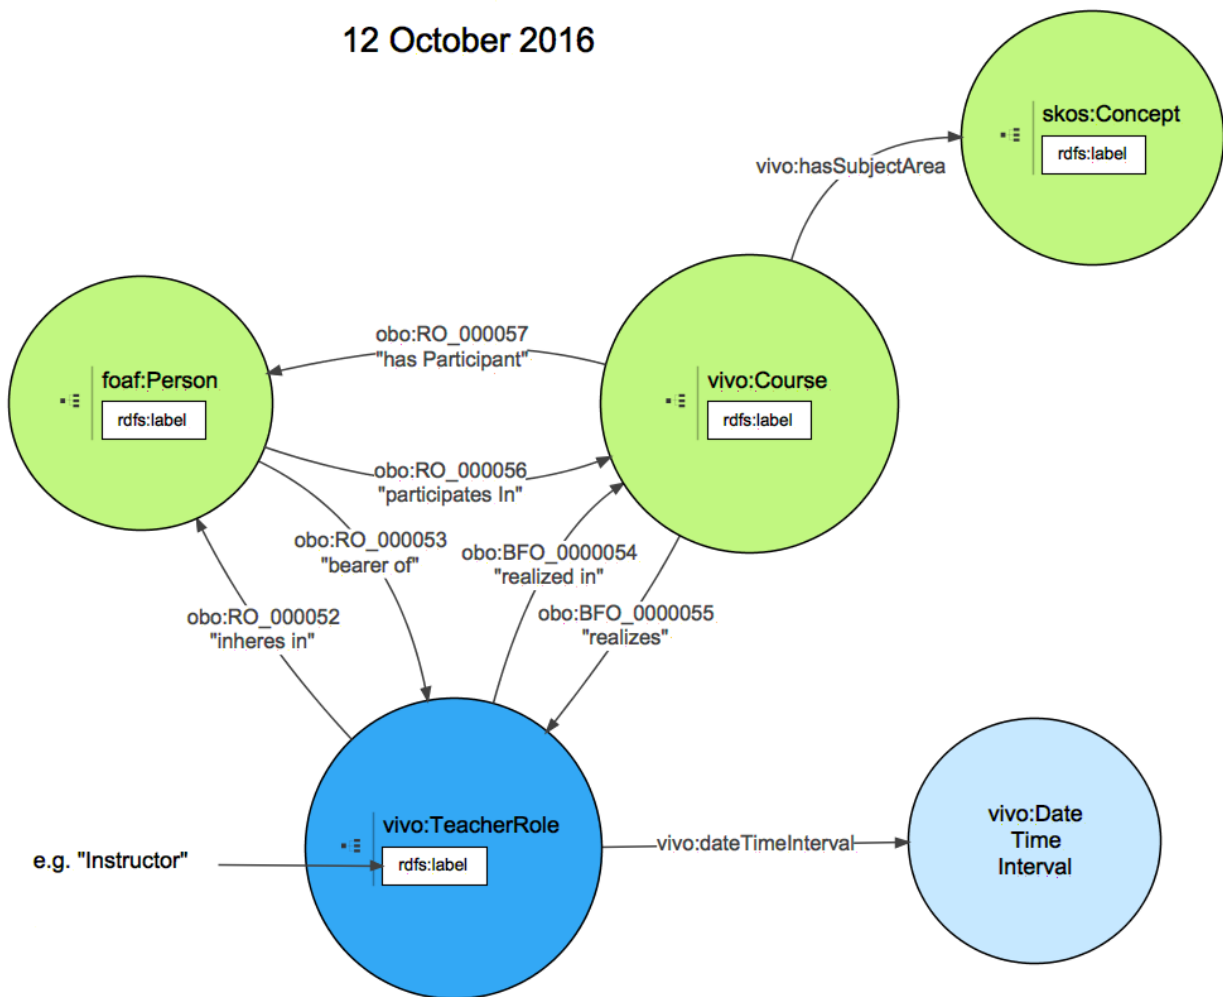 12 October 2016
skos:Concept
rdfs:label
vivo:hasSubjectArea
obo:RO_000057
"has Participant"
foaf:Person
rdfs:label
vivo:Course
rdfs:label
obo:RO_000056
"participates In"
obo:RO_000053
"bearer of"
obo:BFO_0000054
"realized in"
obo:RO_000052
"inheres in"
obo:BFO_0000055
"realizes"
vivo:TeacherRole
rdfs:label
e.g. "Instructor"
vivo:dateTimeInterval
vivo:Date
Time
Interval